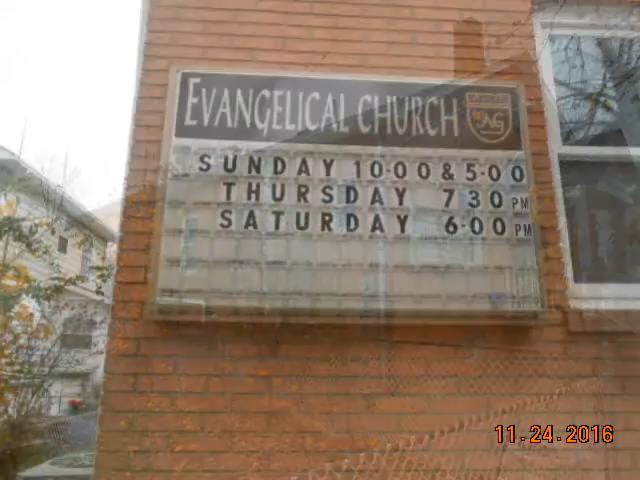 EVANGELICAL CHURCH
SUNDAY 10-00 & 5-00
THURSDAY 7 30 PM
SATURDAY 6-00 PM
11.24.2016